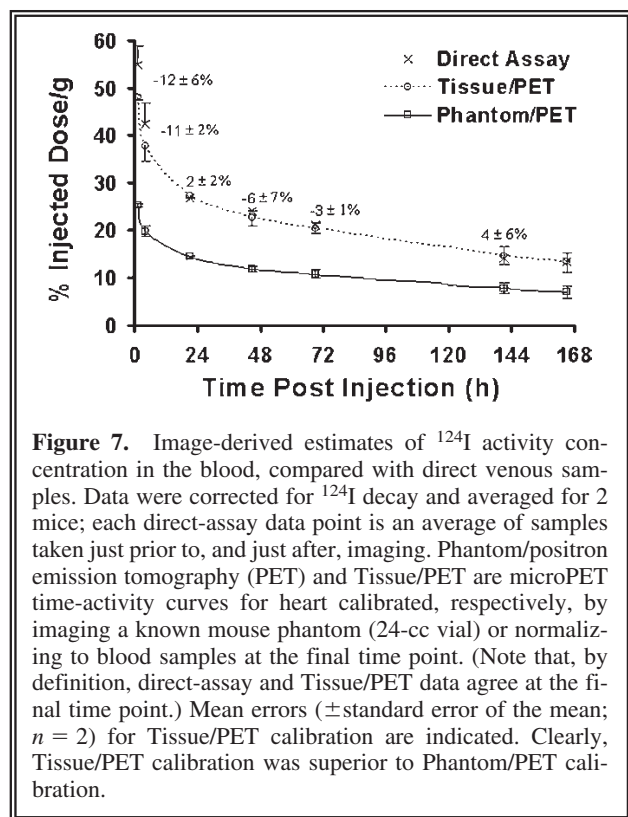 60
50
40
30
20
10
0
% Injected Dose/g
× Direct Assay
Tissue/PET
Phantom/PET
-12 ± 6%
-11 ± 2%
2 ± 2%
-6 ± 7%
-3 ± 1%
4 ± 6%
0 24 48 72 96 120 144 168
Time Post Injection (h)
Figure 7. Image-derived estimates of ¹²⁴I activity con-
centration in the blood, compared with direct venous sam-
ples. Data were corrected for ¹²⁴I decay and averaged for 2
mice; each direct-assay data point is an average of samples
taken just prior to, and just after, imaging. Phantom/positron
emission tomography (PET) and Tissue/PET are microPET
time-activity curves for heart calibrated, respectively, by
imaging a known mouse phantom (24-cc vial) or normaliz-
ing to blood samples at the final time point. (Note that, by
definition, direct-assay and Tissue/PET data agree at the fi-
nal time point.) Mean errors (±standard error of the mean;
n = 2) for Tissue/PET calibration are indicated. Clearly,
Tissue/PET calibration was superior to Phantom/PET cali-
bration.